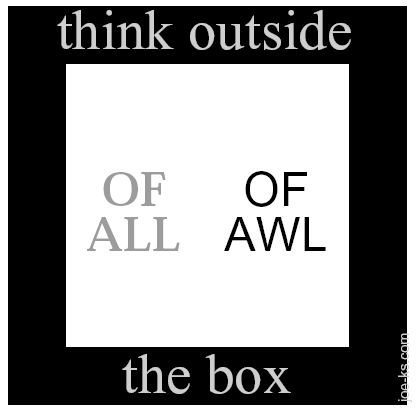 think outside
OF OF
ALL AWL
the box
joe-ks.com